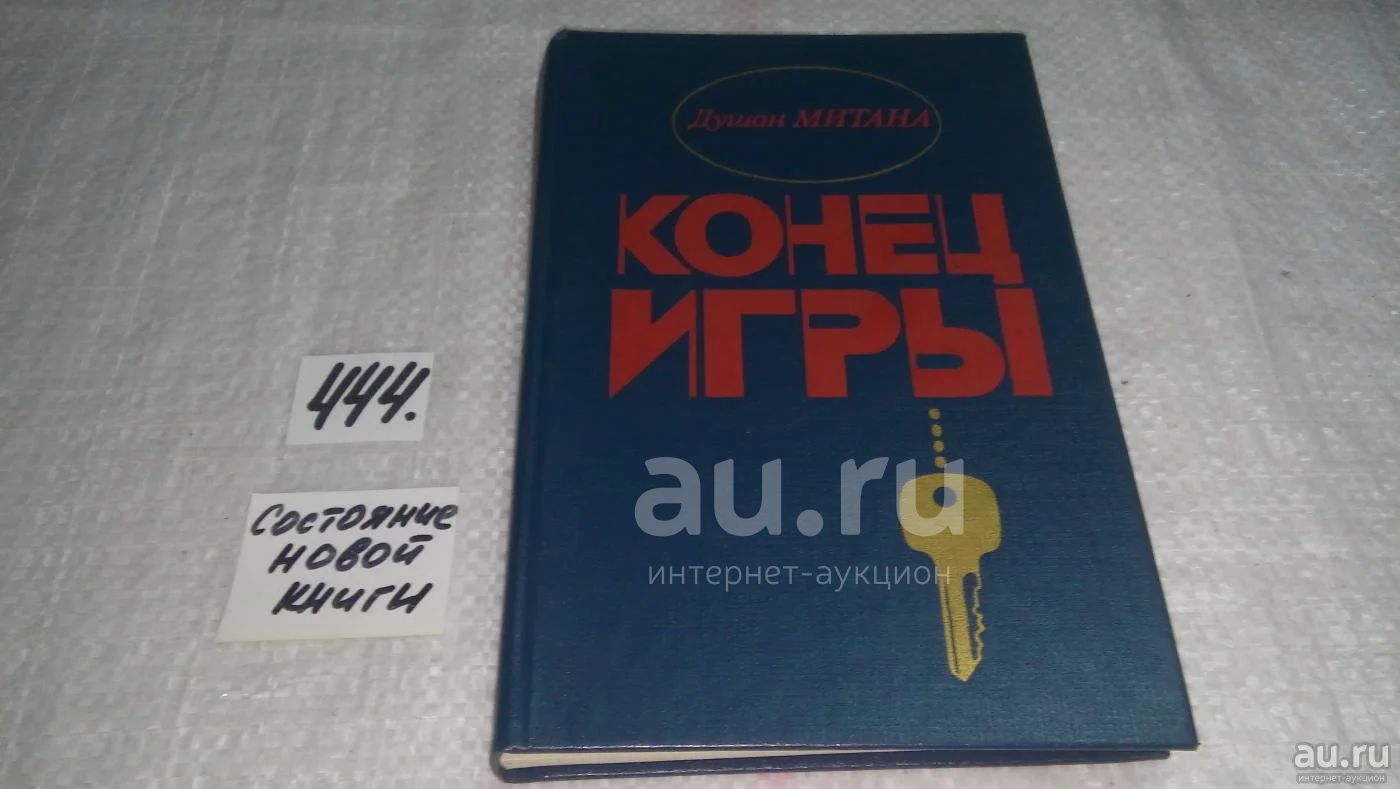 Душан МИТАНА
КОНЕЦ
ИГРЫ
444.
Состояние
новой
книги
au.ru
интернет-аукцион
au.ru
интернет-аукцион